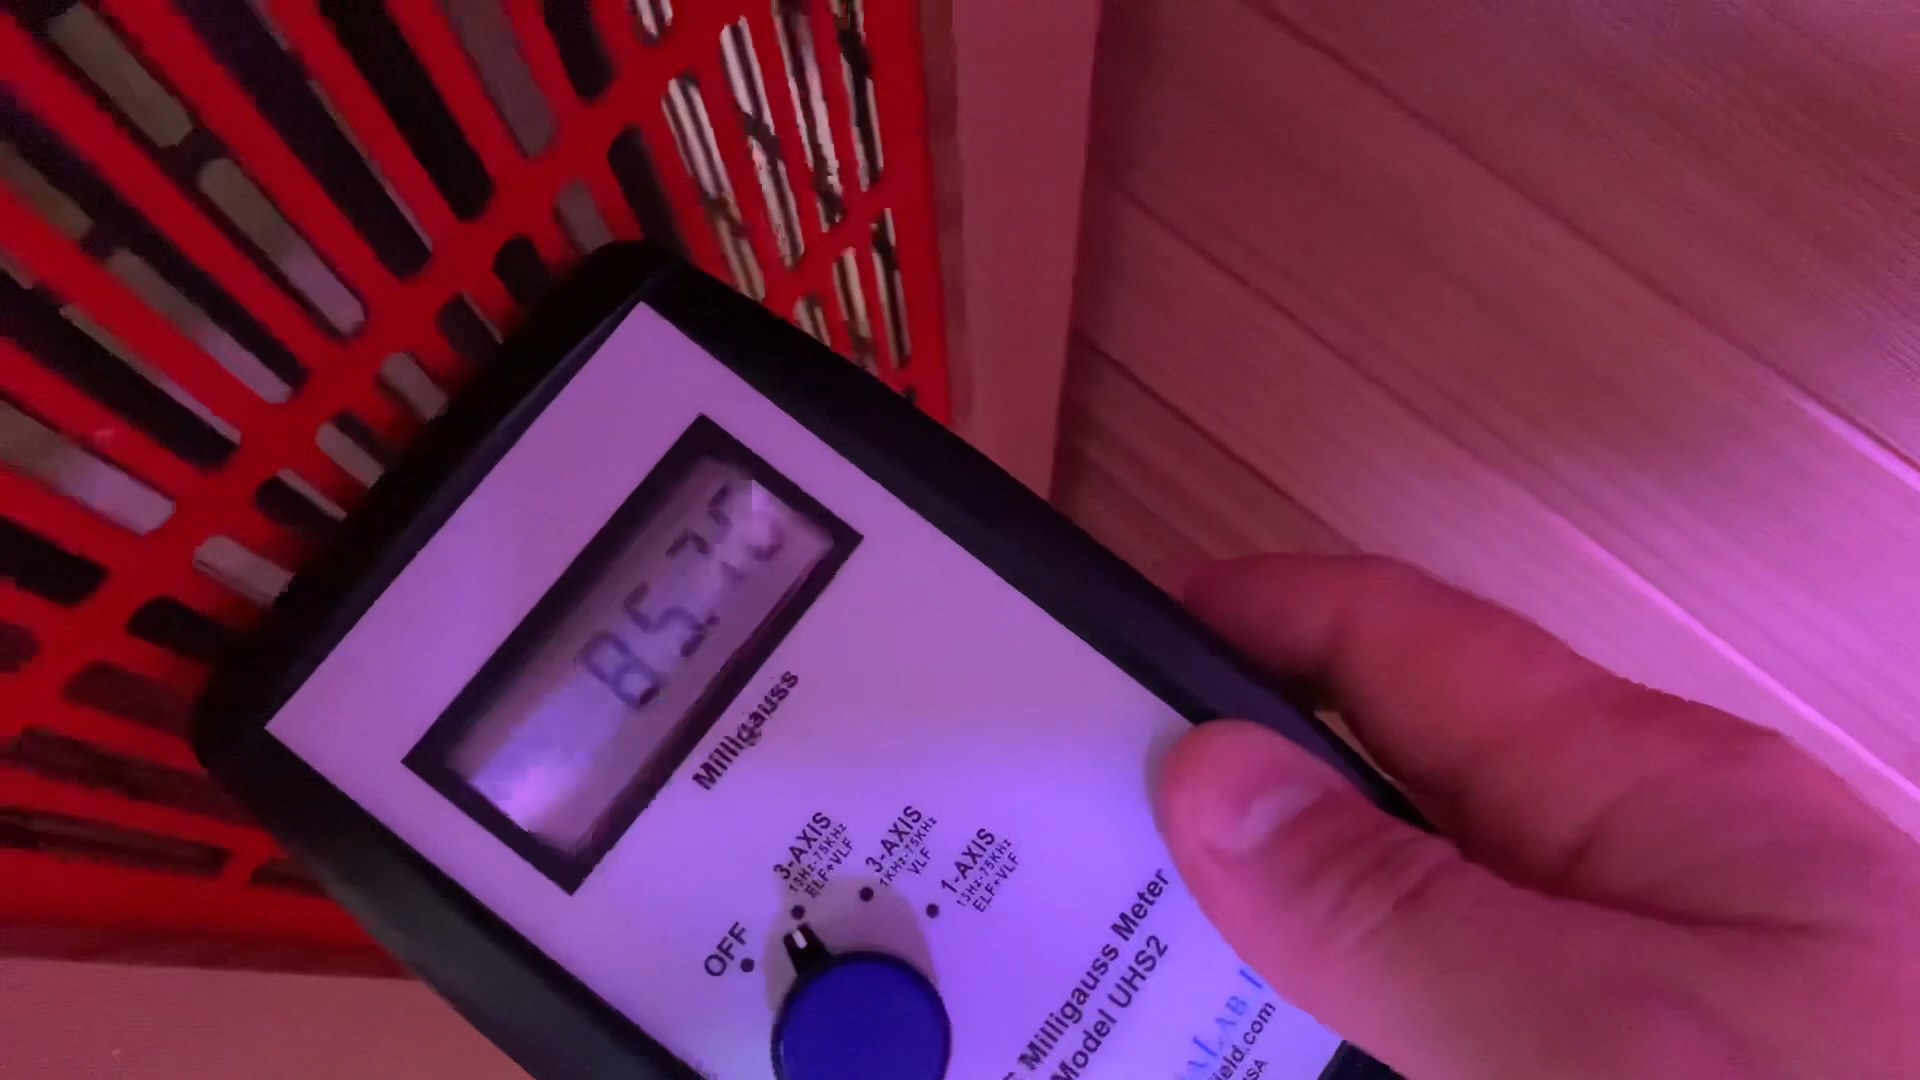 85.7
Milligauss
OFF
3-AXIS
13Hz-75KHz
ELF+VLF
3-AXIS
1KHz-75KHz
VLF
1-AXIS
13Hz-75KHz
ELF+VLF
Milligauss Meter
Model UHS2